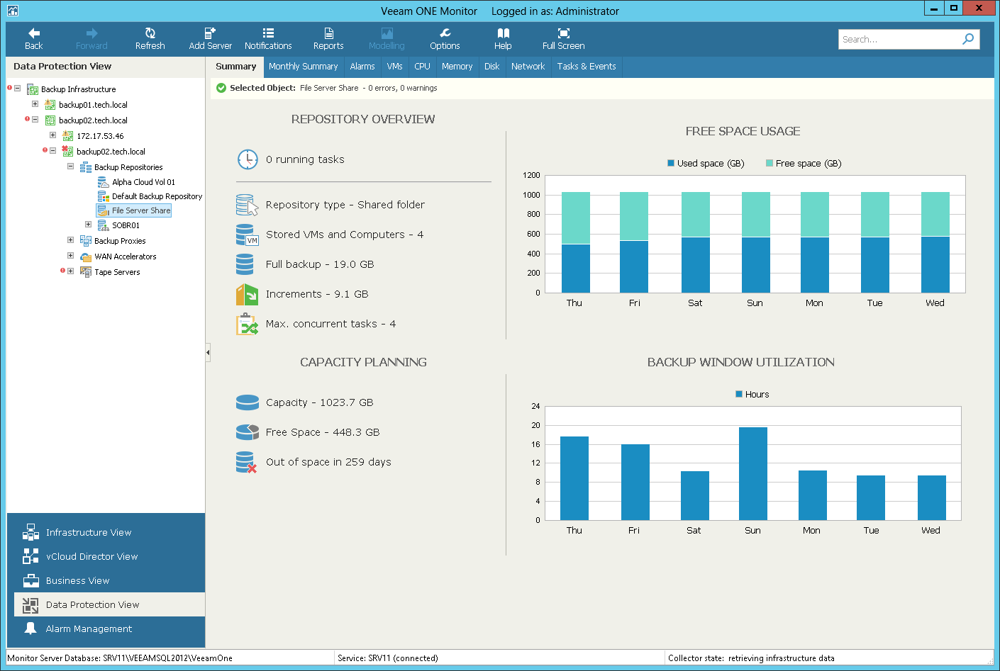 Veeam ONE Monitor Logged in as: Administrator
Back
Forward
Refresh
Add Server
Notifications
Reports
Modelling
Options
Help
Full Screen
Search...
Data Protection View
Summary
Monthly Summary
Alarms
VMs
CPU
Memory
Disk
Network
Tasks & Events
Selected Object: File Server Share - 0 errors, 0 warnings
Backup Infrastructure
backup01.tech.local
backup02.tech.local
172.17.53.46
backup02.tech.local
Backup Repositories
Alpha Cloud Vol 01
Default Backup Repository
File Server Share
SOBR01
Backup Proxies
WAN Accelerators
Tape Servers
Infrastructure View
vCloud Director View
Business View
Data Protection View
Alarm Management
REPOSITORY OVERVIEW
0 running tasks
Repository type - Shared folder
VM
Stored VMs and Computers - 4
Full backup - 19.0 GB
Increments - 9.1 GB
Max. concurrent tasks - 4
FREE SPACE USAGE
Used space (GB) Free space (GB)
1200
1000
800
600
400
200
0
Thu Fri Sat Sun Mon Tue Wed
CAPACITY PLANNING
Capacity - 1023.7 GB
Free Space - 448.3 GB
Out of space in 259 days
BACKUP WINDOW UTILIZATION
Hours
24
20
16
12
8
4
0
Thu Fri Sat Sun Mon Tue Wed
Monitor Server Database: SRV11\VEEAMSQL2012\VeeamOne
Service: SRV11 (connected)
Collector state: retrieving infrastructure data